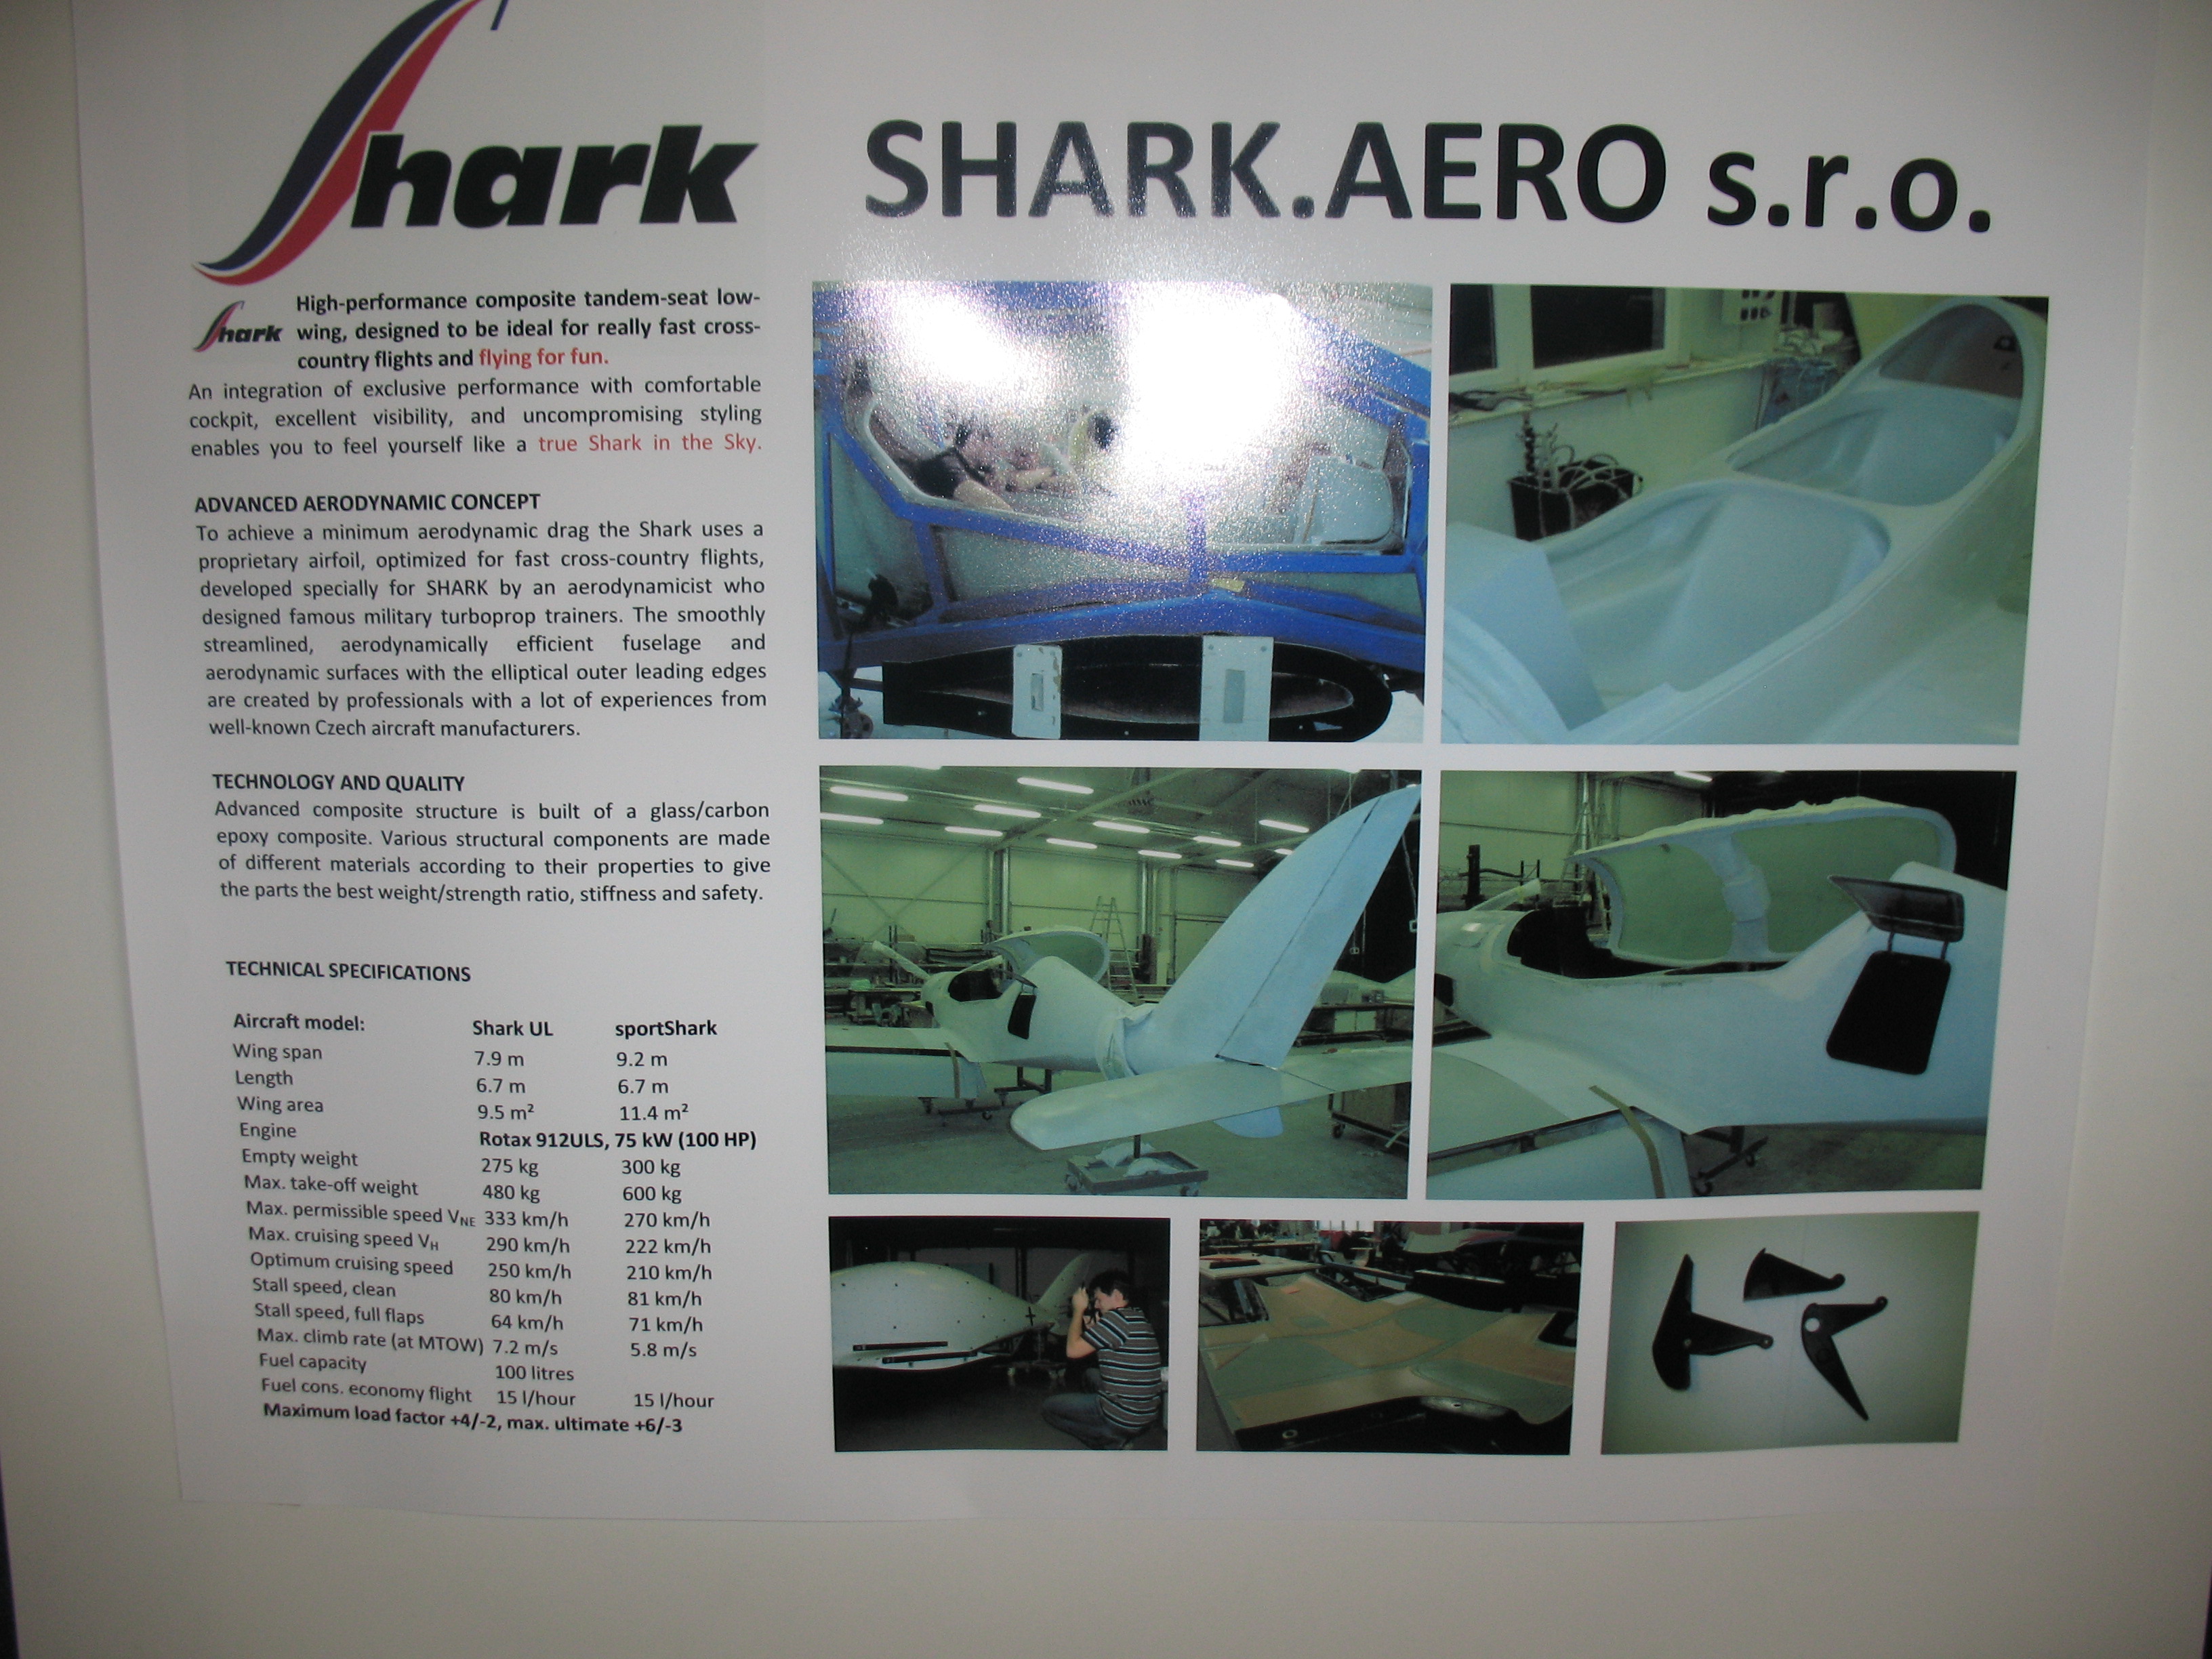 Shark
SHARK.AERO s.r.o.
Shark
High-performance composite tandem-seat low-
wing, designed to be ideal for really fast cross-
country flights and flying for fun.
An integration of exclusive performance with comfortable
cockpit, excellent visibility, and uncompromising styling
enables you to feel yourself like a true Shark in the Sky.
ADVANCED AERODYNAMIC CONCEPT
To achieve a minimum aerodynamic drag the Shark uses a
proprietary airfoil, optimized for fast cross-country flights,
developed specially for SHARK by an aerodynamicist who
designed famous military turboprop trainers. The smoothly
streamlined, aerodynamically efficient fuselage and
aerodynamic surfaces with the elliptical outer leading edges
are created by professionals with a lot of experiences from
well-known Czech aircraft manufacturers.
TECHNOLOGY AND QUALITY
Advanced composite structure is built of a glass/carbon
epoxy composite. Various structural components are made
of different materials according to their properties to give
the parts the best weight/strength ratio, stiffness and safety.
TECHNICAL SPECIFICATIONS
Aircraft model: Shark UL sportShark
Wing span 7.9 m 9.2 m
Length 6.7 m 6.7 m
Wing area 9.5 m² 11.4 m²
Engine Rotax 912ULS, 75 kW (100 HP)
Empty weight 275 kg 300 kg
Max. take-off weight 480 kg 600 kg
Max. permissible speed VNE 333 km/h 270 km/h
Max. cruising speed VH 290 km/h 222 km/h
Optimum cruising speed 250 km/h 210 km/h
Stall speed, clean 80 km/h 81 km/h
Stall speed, full flaps 64 km/h 71 km/h
Max. climb rate (at MTOW) 7.2 m/s 5.8 m/s
Fuel capacity 100 litres
Fuel cons. economy flight 15 l/hour 15 l/hour
Maximum load factor +4/-2, max. ultimate +6/-3